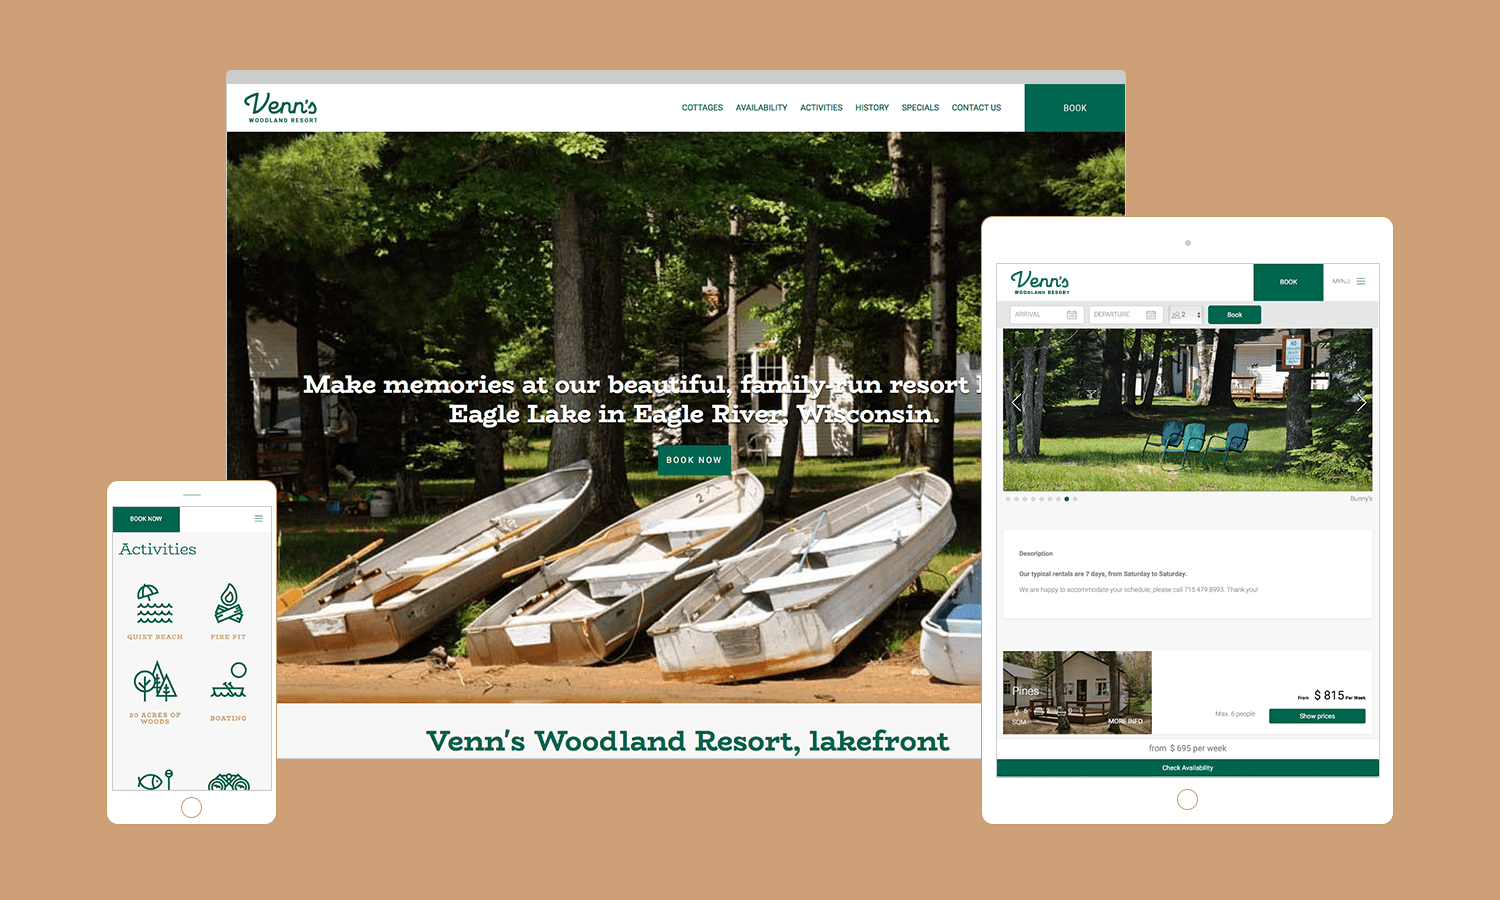 Venn's
WOODLAND RESORT
COTTAGES AVAILABILITY ACTIVITIES HISTORY SPECIALS CONTACT US BOOK
Make memories at our beautiful, family-run resort
Eagle Lake in Eagle River, Wisconsin.
BOOK NOW
2
Venn's Woodland Resort, lakefront
BOOK NOW
Activities
QUIET BEACH FIRE PIT
20 ACRES OF
WOODS
BOATING
Venn's
WOODLAND RESORT
BOOK MENU
ARRIVAL DEPARTURE 2 Book
NO
Bunny's
Description
Our typical rentals are 7 days, from Saturday to Saturday.
We are happy to accommodate your schedule; please call 715.479.8993. Thank you!
Pines
SQM
MORE INFO
From $ 815 Per Week
Max. 6 people Show prices
from $ 695 per week
Check Availability